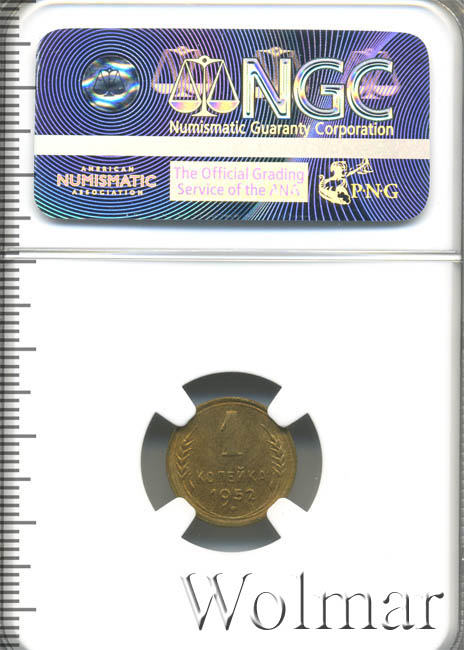 NGC
Numismatic Guaranty Corporation
AMERICAN
NUMISMATIC
ASSOCIATION
The Official Grading
Service of the ANA
PNG
1
КОПЕЙКА
1952
Wolmar